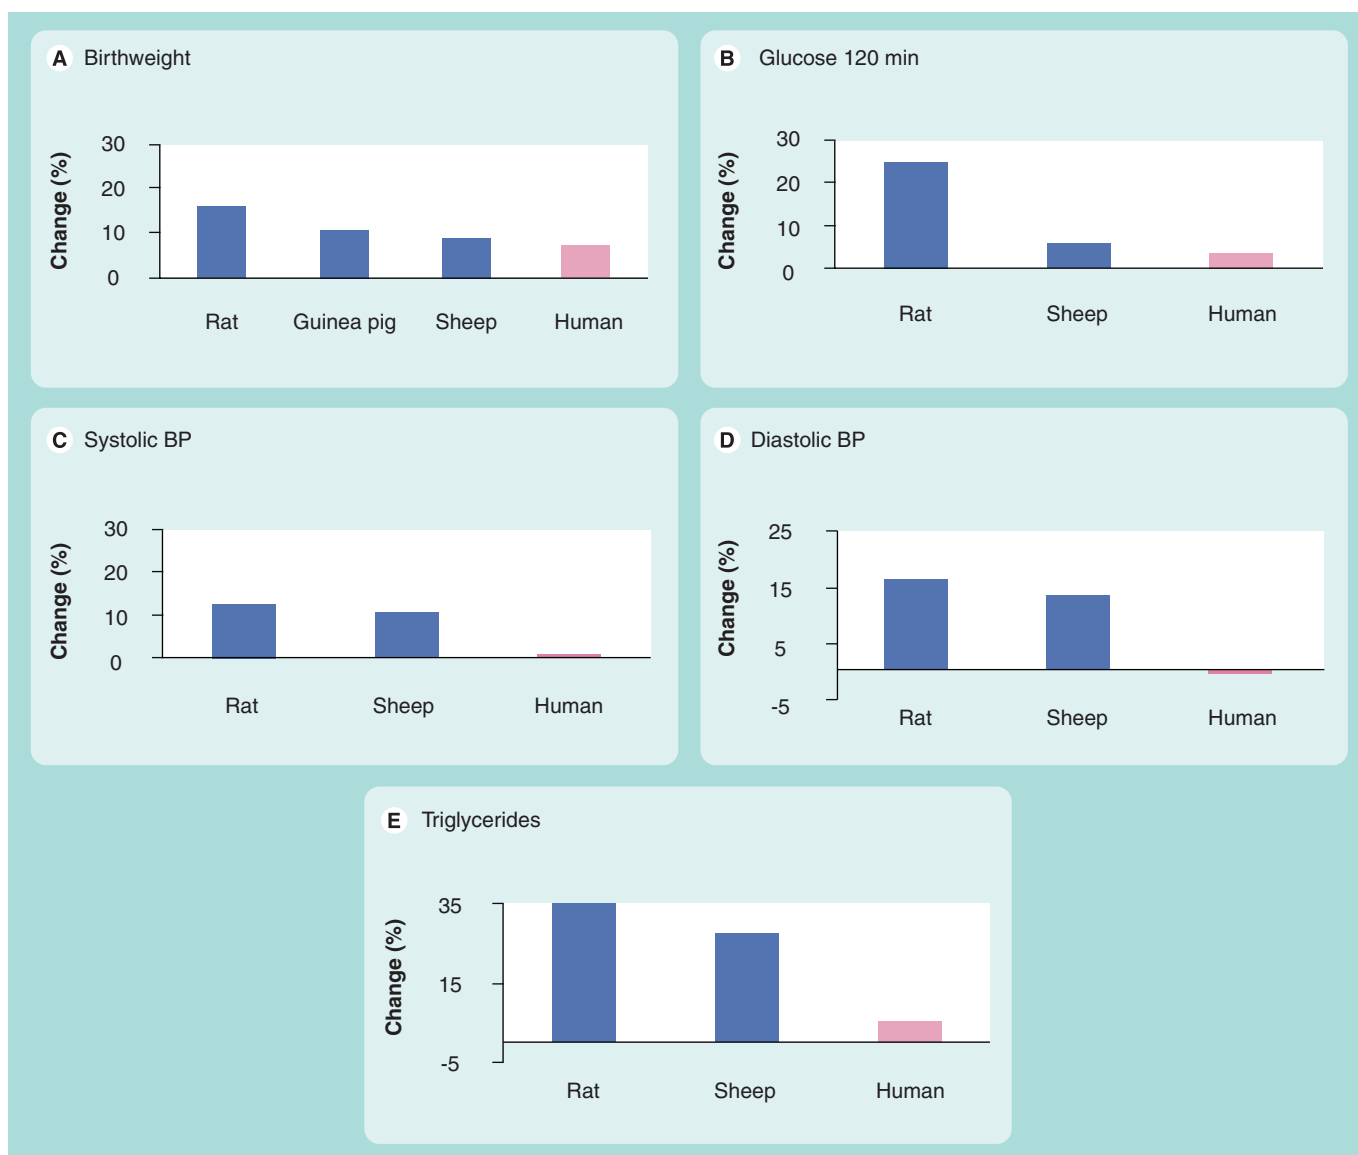 A Birthweight
Change (%)
30
20
10
0
Rat Guinea pig Sheep Human
B Glucose 120 min
Change (%)
30
20
10
0
Rat Sheep Human
C Systolic BP
Change (%)
30
20
10
0
Rat Sheep Human
D Diastolic BP
Change (%)
25
15
5
-5
Rat Sheep Human
E Triglycerides
Change (%)
35
15
-5
Rat Sheep Human